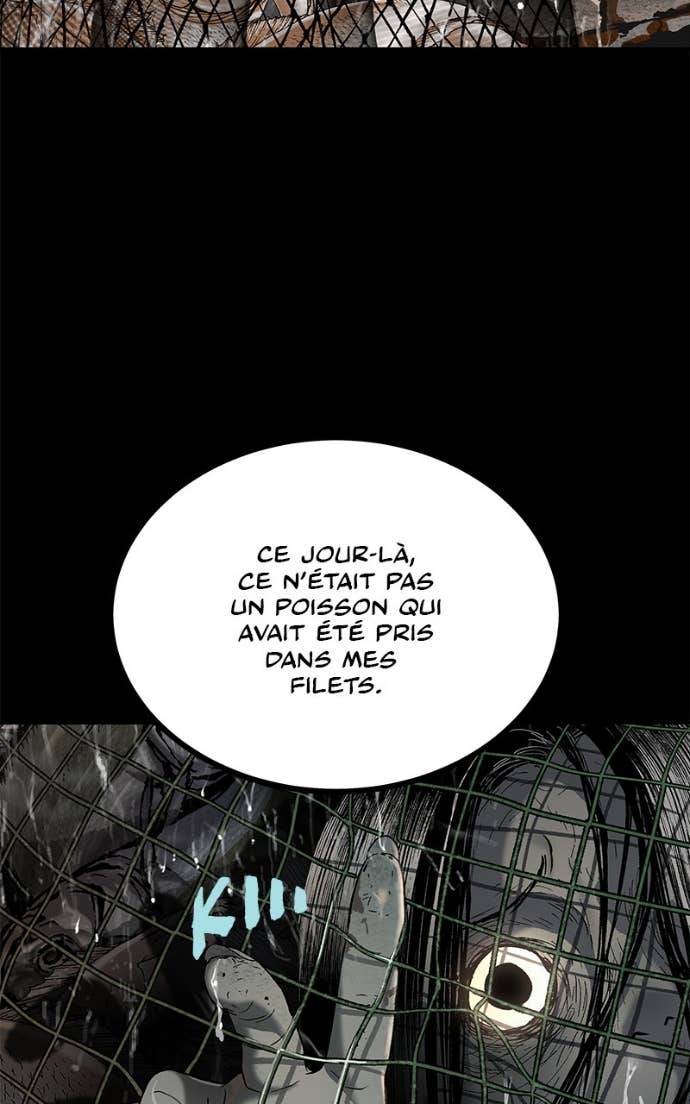 CE JOUR-LÀ,
CE N'ÉTAIT PAS
UN POISSON QUI
AVAIT ÉTÉ PRIS
DANS MES
FILETS.
KIII